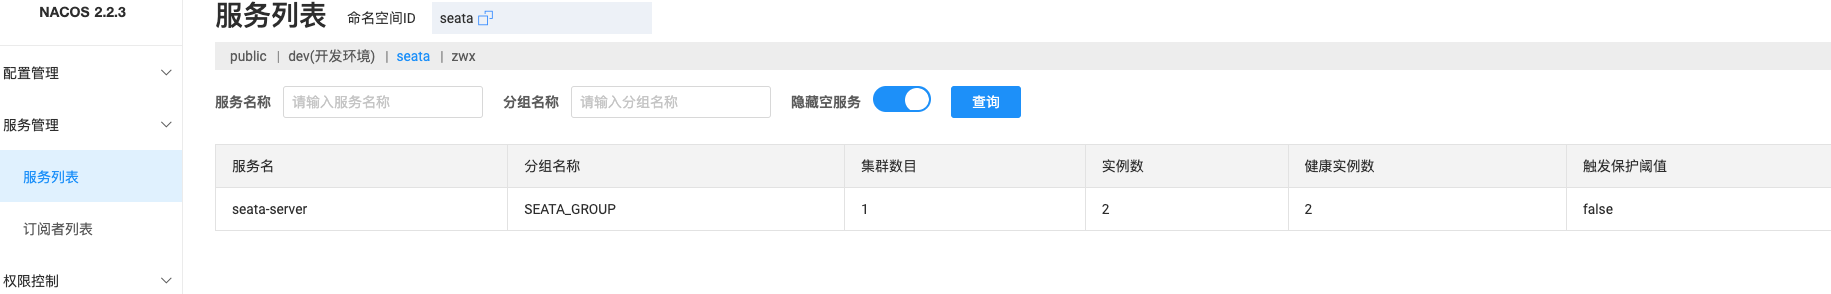 NACOS 2.2.3
配置管理
服务管理
服务列表
订阅者列表
权限控制
服务列表 命名空间ID seata
public | dev(开发环境) | seata | zwx
服务名称 请输入服务名称 分组名称 请输入分组名称 隐藏空服务 查询
服务名 分组名称 集群数目 实例数 健康实例数 触发保护阈值
seata-server SEATA_GROUP 1 2 2 false